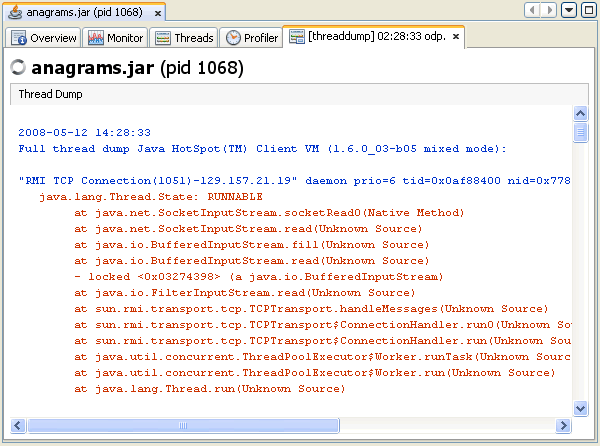 anagrams.jar (pid 1068)
Overview Monitor Threads Profiler [threaddump] 02:28:33 odp.
anagrams.jar (pid 1068)
Thread Dump
2008-05-12 14:28:33
Full thread dump Java HotSpot(TM) Client VM (1.6.0_03-b05 mixed mode):
"RMI TCP Connection(1051)-129.157.21.19" daemon prio=6 tid=0x0af88400 nid=0x778
java.lang.Thread.State: RUNNABLE
at java.net.SocketInputStream.socketRead0(Native Method)
at java.net.SocketInputStream.read(Unknown Source)
at java.io.BufferedInputStream.fill(Unknown Source)
at java.io.BufferedInputStream.read(Unknown Source)
- locked <0x03274398> (a java.io.BufferedInputStream)
at java.io.FilterInputStream.read(Unknown Source)
at sun.rmi.transport.tcp.TCPTransport.handleMessages(Unknown Source)
at sun.rmi.transport.tcp.TCPTransport$ConnectionHandler.run0(Unknown Sou
at sun.rmi.transport.tcp.TCPTransport$ConnectionHandler.run(Unknown Sour
at java.util.concurrent.ThreadPoolExecutor$Worker.runTask(Unknown Source
at java.util.concurrent.ThreadPoolExecutor$Worker.run(Unknown Source)
at java.lang.Thread.run(Unknown Source)